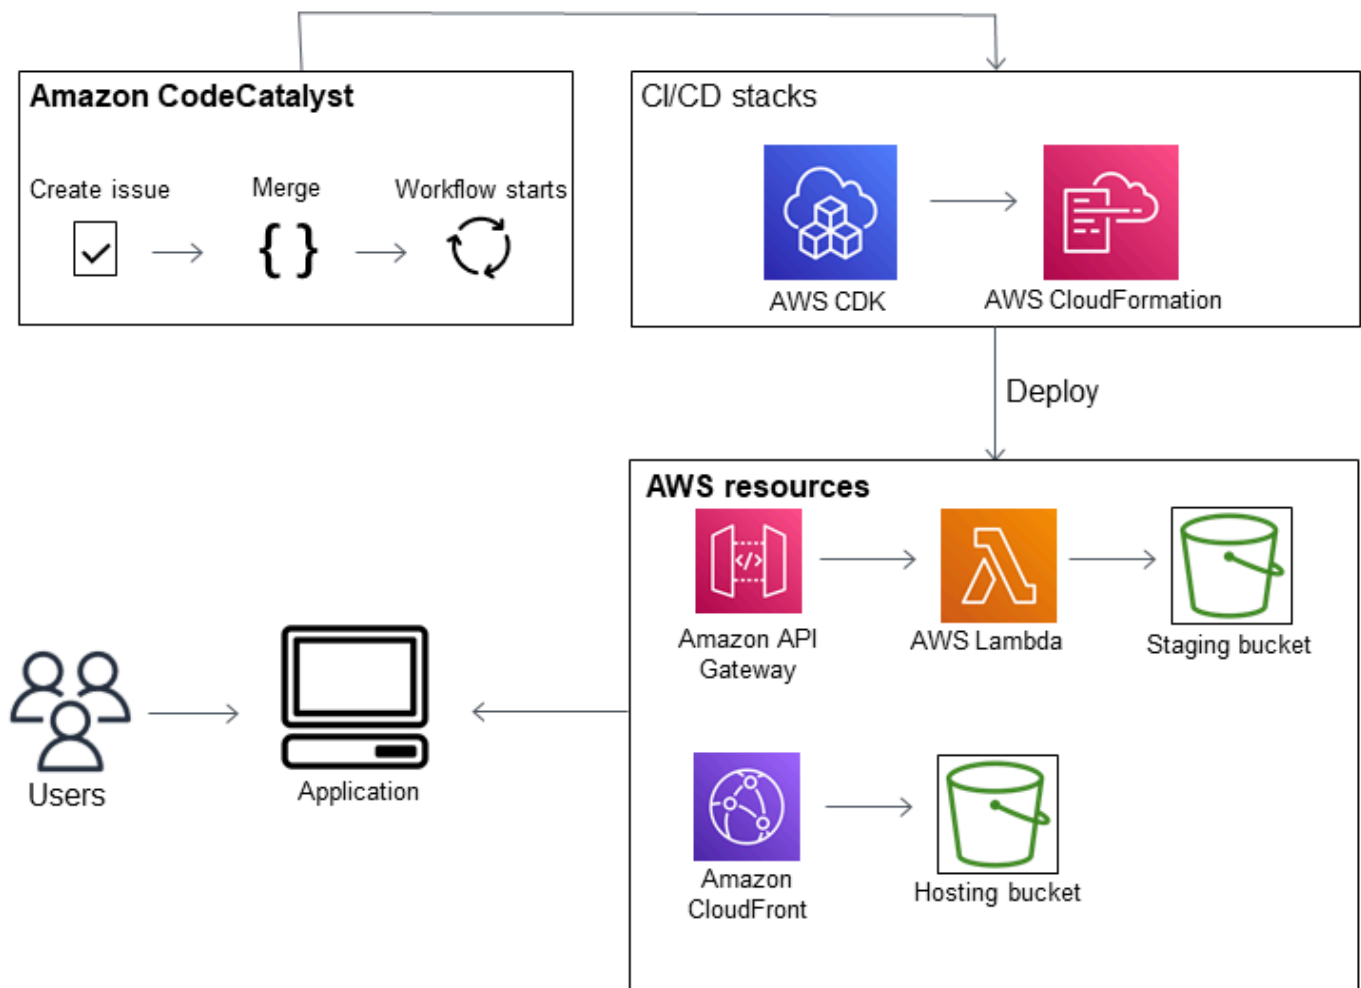 Amazon CodeCatalyst
Create issue
Merge
Workflow starts
{ }
CI/CD stacks
AWS CDK
AWS CloudFormation
Deploy
AWS resources
</>
Amazon API
Gateway
AWS Lambda
Staging bucket
Amazon
CloudFront
Hosting bucket
Users
Application